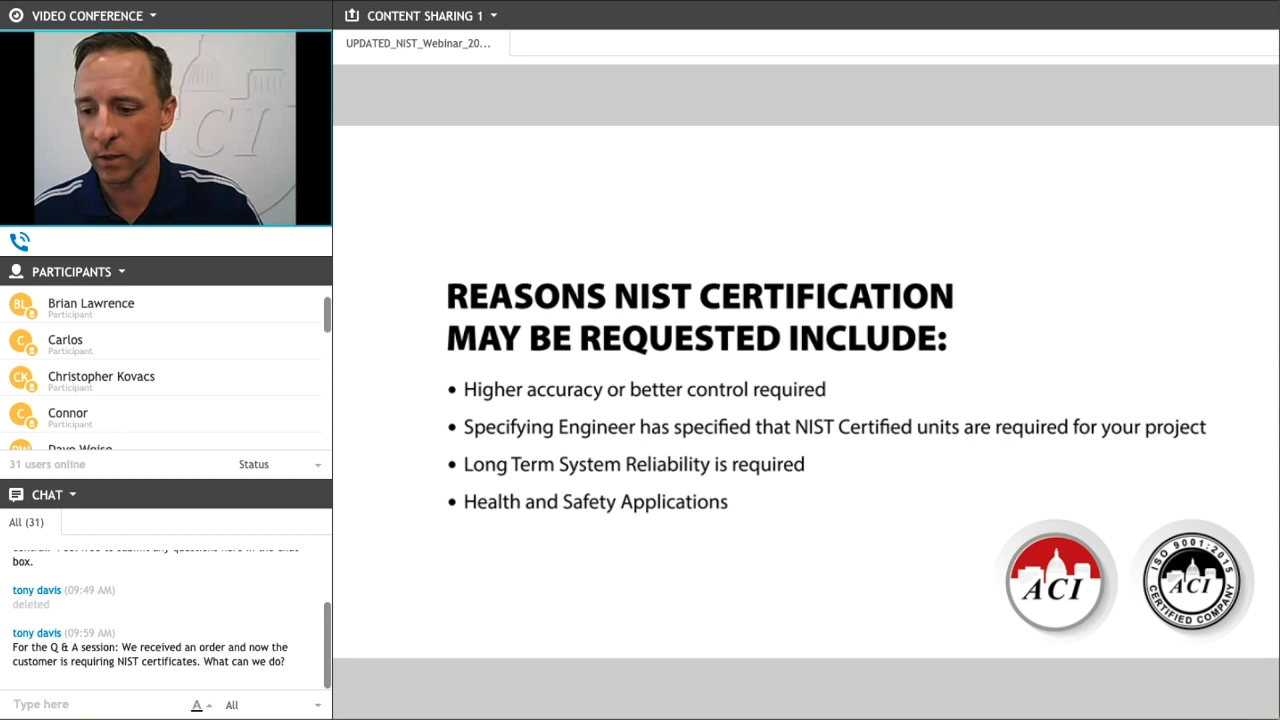 VIDEO CONFERENCE
CI
PARTICIPANTS
BL
Brian Lawrence
Participant
C
Carlos
Participant
CK
Christopher Kovacs
Participant
C
Connor
Participant
31 users online
Status
CHAT
All (31)
box.
tony davis (09:49 AM)
deleted
tony davis (09:59 AM)
For the Q & A session: We received an order and now the
customer is requiring NIST certificates. What can we do?
Type here
A
All
CONTENT SHARING 1
UPDATED_NIST_Webinar_20...
REASONS NIST CERTIFICATION
MAY BE REQUESTED INCLUDE:
• Higher accuracy or better control required
• Specifying Engineer has specified that NIST Certified units are required for your project
• Long Term System Reliability is required
• Health and Safety Applications
ACI
ISO 9001:2015
ACI
CERTIFIED COMPANY